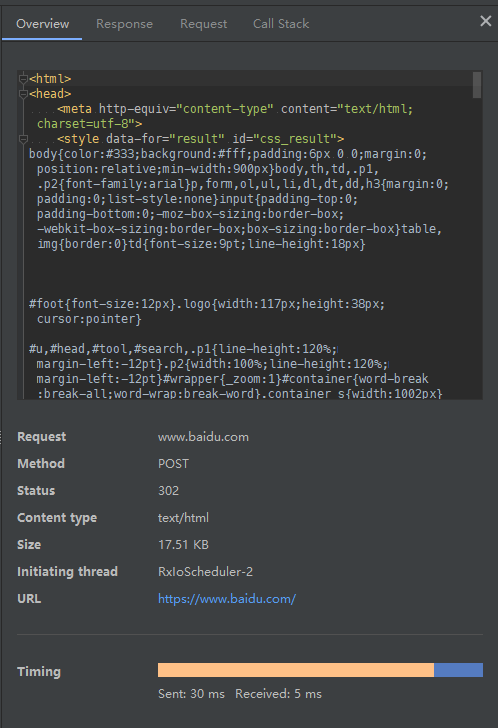 Overview Response Request Call Stack
<html>
<head>
<meta http-equiv="content-type" content="text/html;
charset=utf-8">
<style data-for="result" id="css_result">
body{color:#333;background:#fff;padding:6px 0 0;margin:0;
position:relative;min-width:900px}body,th,td,.p1,
.p2{font-family:arial}p,form,ol,ul,li,dl,dt,dd,h3{margin:0;
padding:0;list-style:none}input{padding-top:0;
padding-bottom:0;-moz-box-sizing:border-box;
-webkit-box-sizing:border-box;box-sizing:border-box}table,
img{border:0}td{font-size:9pt;line-height:18px}
#foot{font-size:12px}.logo{width:117px;height:38px;
cursor:pointer}
#u,#head,#tool,#search,.p1{line-height:120%;
margin-left:-12pt}.p2{width:100%;line-height:120%;
margin-left:-12pt}#wrapper{_zoom:1}#container{word-break
:break-all;word-wrap:break-word}.container_s{width:1002px}
Request www.baidu.com
Method POST
Status 302
Content type text/html
Size 17.51 KB
Initiating thread RxIoScheduler-2
URL https://www.baidu.com/
Timing
Sent: 30 ms Received: 5 ms